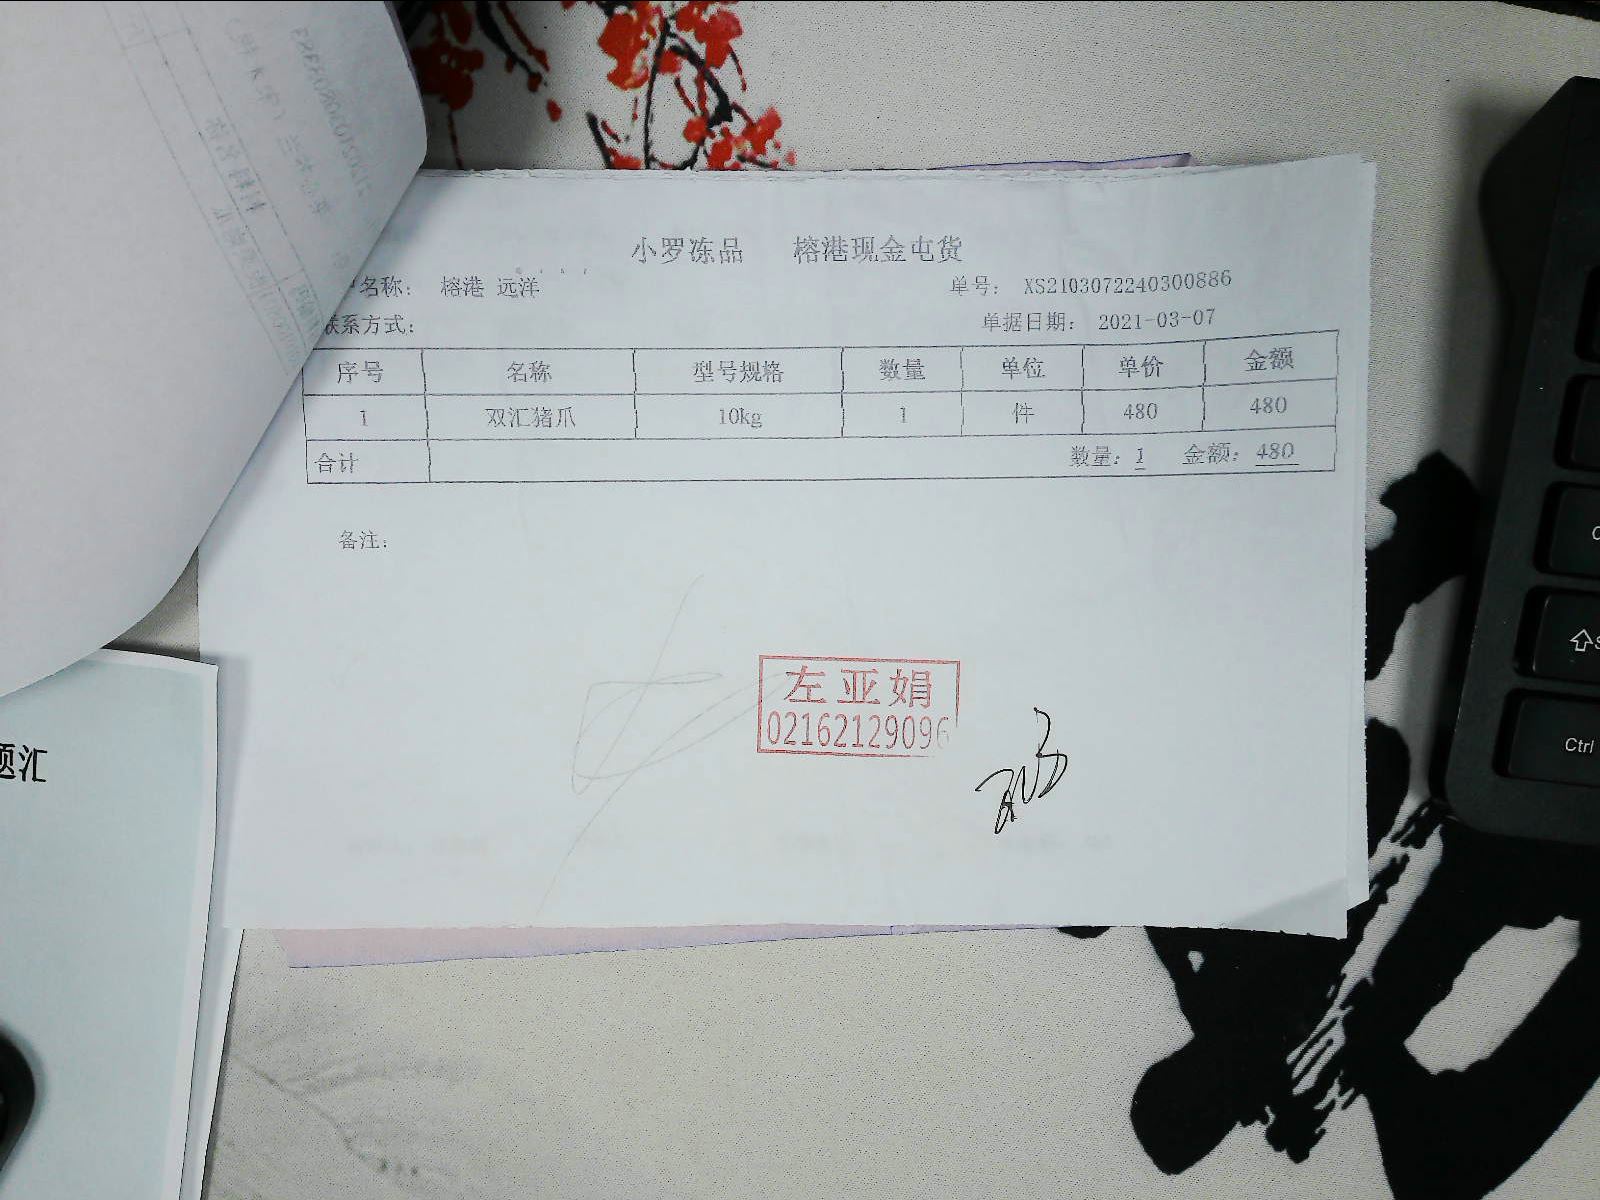 小罗冻品 榕港现金屯货
名称： 榕港 远洋 单号： XS2103072240300886
联系方式： 单据日期： 2021-03-07
序号 名称 型号规格 数量 单位 单价 金额
1 双汇猪爪 10kg 1 件 480 480
合计 数量：1 金额：480
备注：
左亚娟
02162129096
题汇
Ctrl